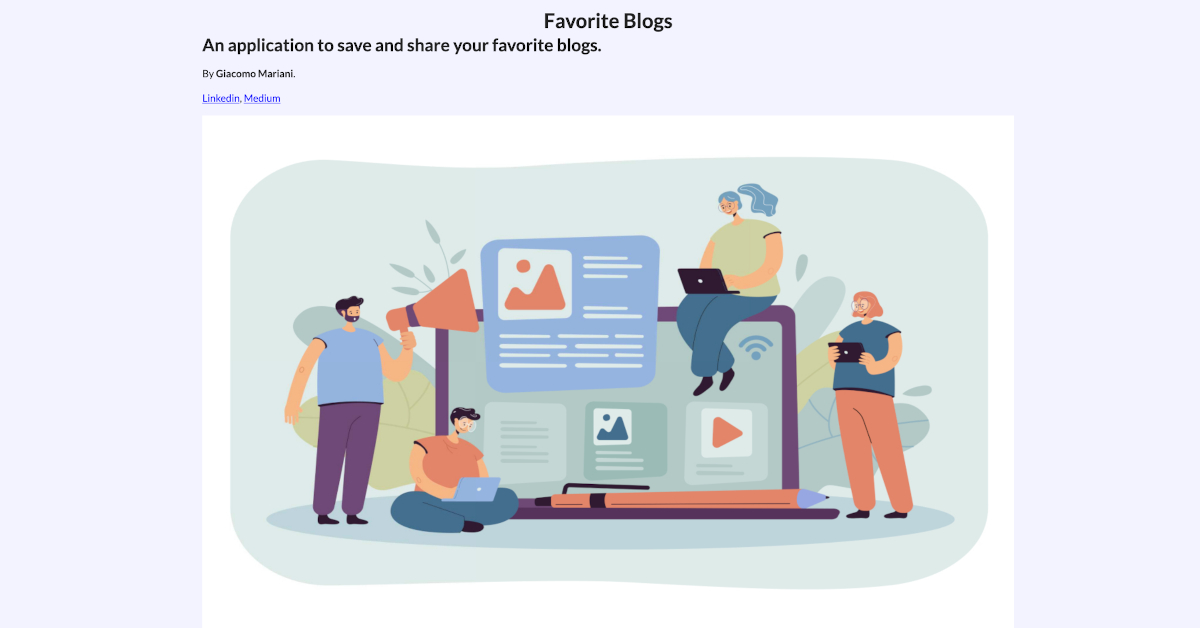 Favorite Blogs
An application to save and share your favorite blogs.
By Giacomo Mariani.
Linkedin, Medium